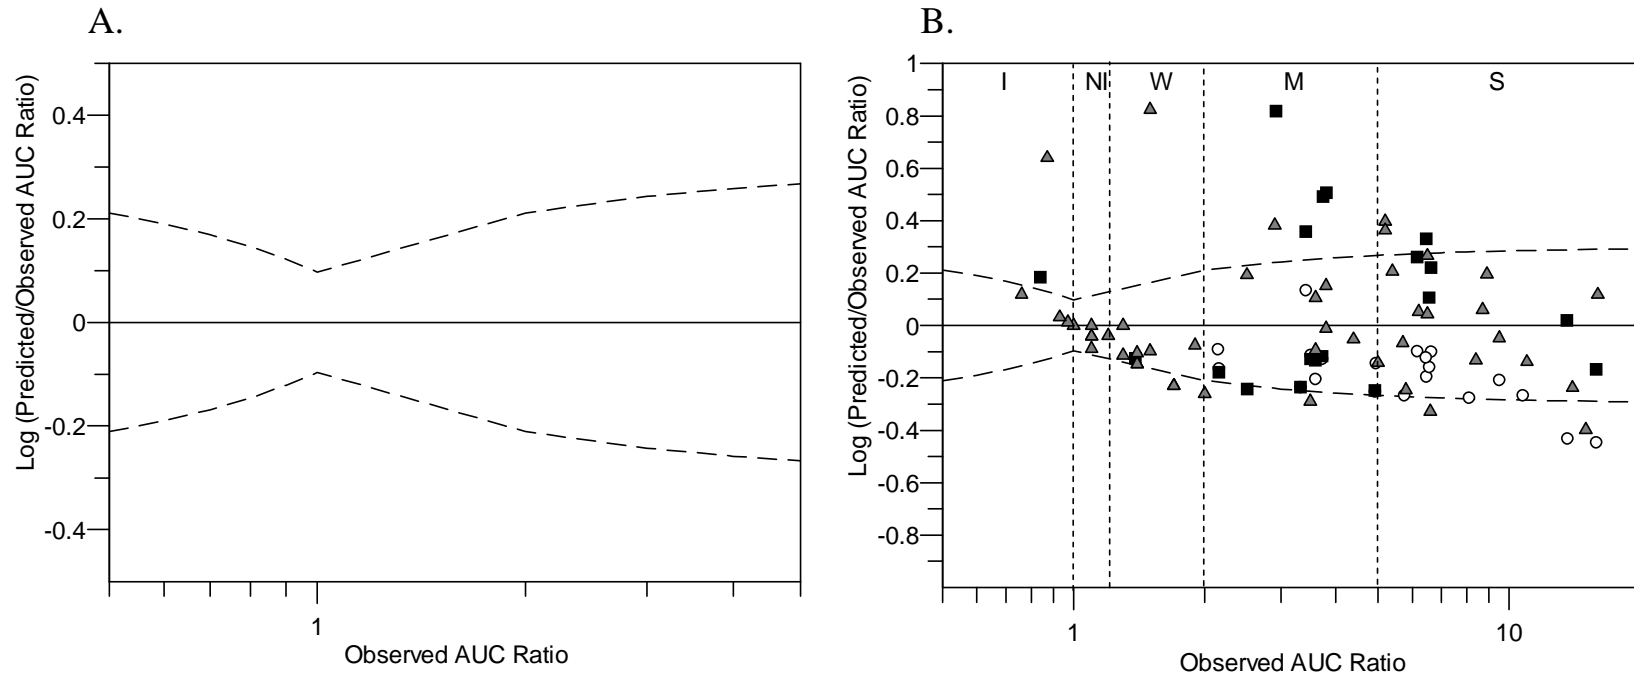 A.
Log (Predicted/Observed AUC Ratio)
0.4
0.2
0
-0.2
-0.4
1
Observed AUC Ratio
B.
Log (Predicted/Observed AUC Ratio)
I NI W M S
1
0.8
0.6
0.4
0.2
0
-0.2
-0.4
-0.6
-0.8
1 10
Observed AUC Ratio